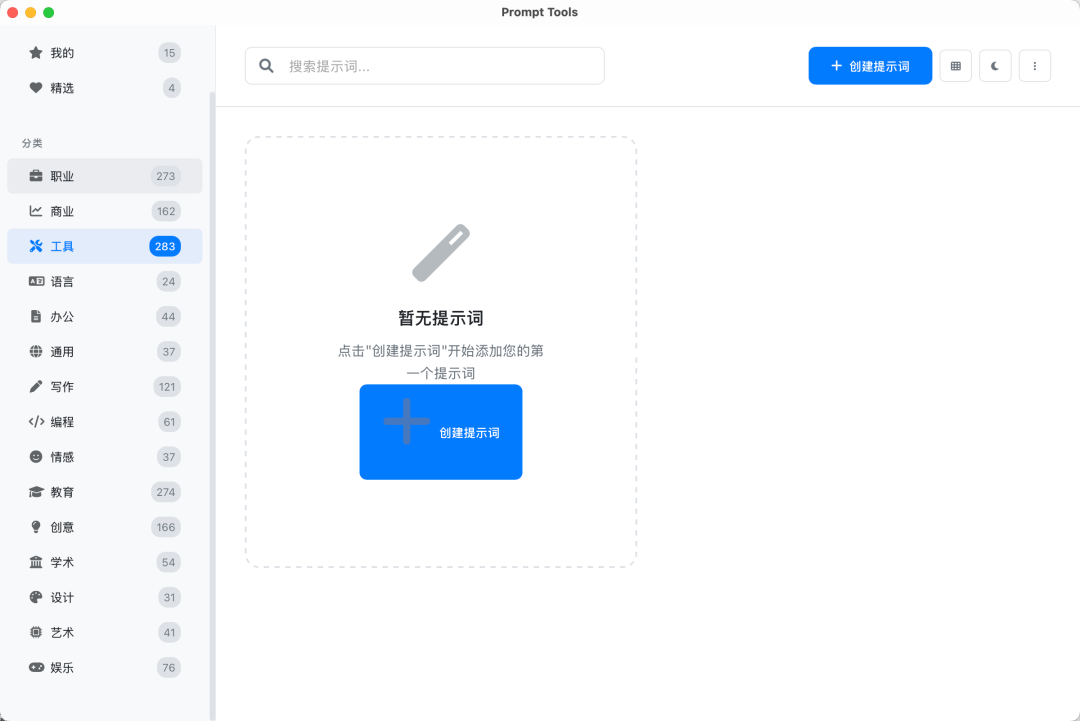 Prompt Tools
我的 15
精选 4
分类
职业 273
商业 162
工具 283
语言 24
办公 44
通用 37
写作 121
编程 61
情感 37
教育 274
创意 166
学术 54
设计 31
艺术 41
娱乐 76
搜索提示词...
创建提示词
暂无提示词
点击"创建提示词"开始添加您的第
一个提示词
创建提示词